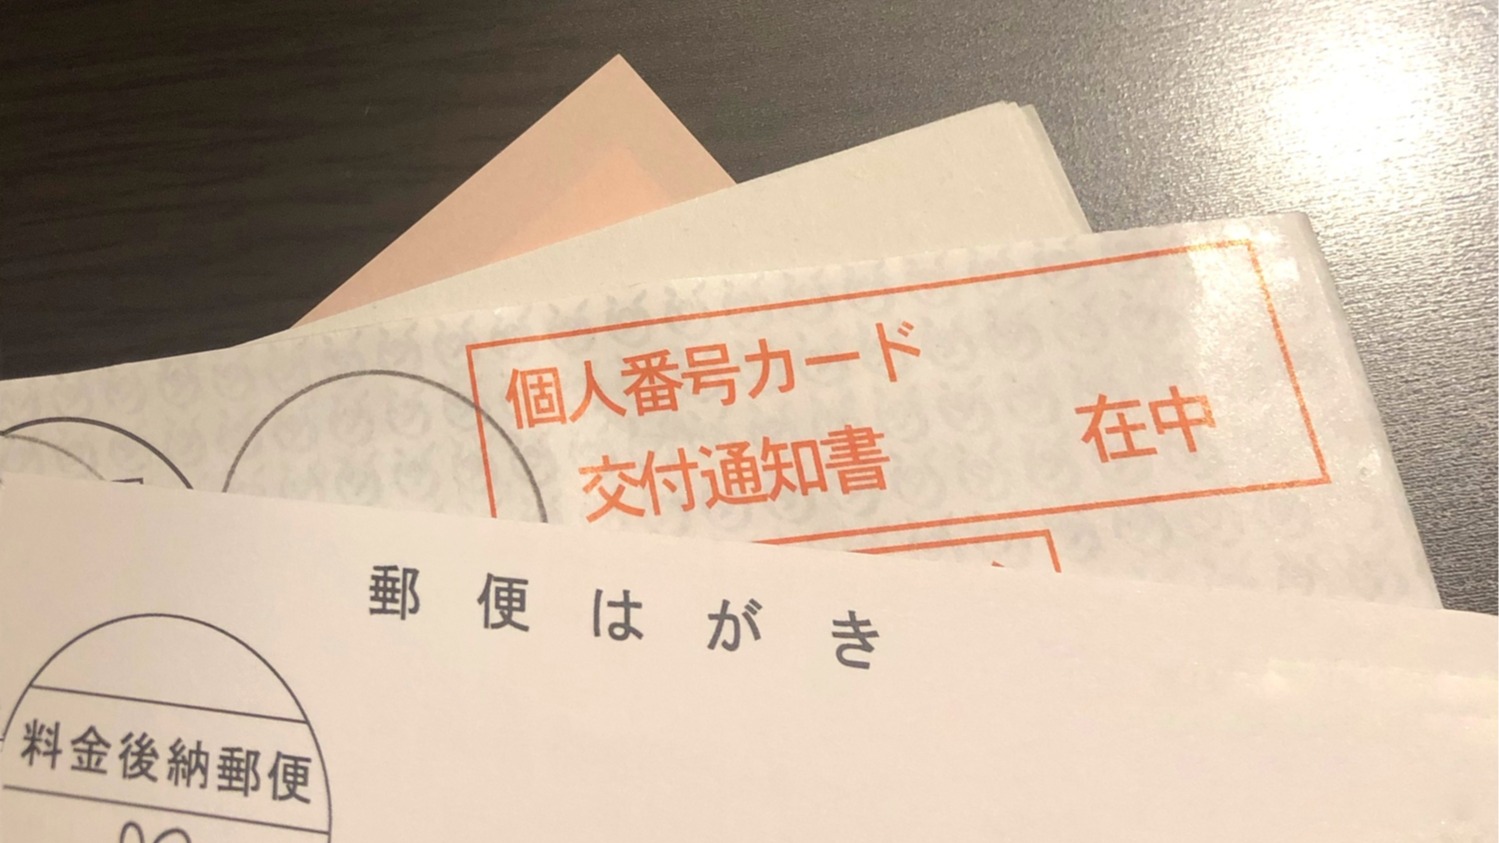 個人番号カード
交付通知書 在中
郵便はがき
料金後納郵便